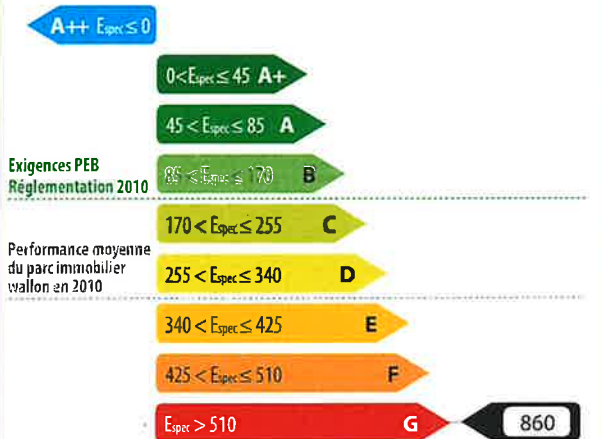 A++ Espec ≤ 0
0 < Espec ≤ 45 A+
45 < Espec ≤ 85 A
Exigences PEB
Réglementation 2010
85 < Espec ≤ 170 B
170 < Espec ≤ 255 C
Performance moyenne
du parc immobilier
wallon en 2010
255 < Espec ≤ 340 D
340 < Espec ≤ 425 E
425 < Espec ≤ 510 F
Espec > 510 G
860